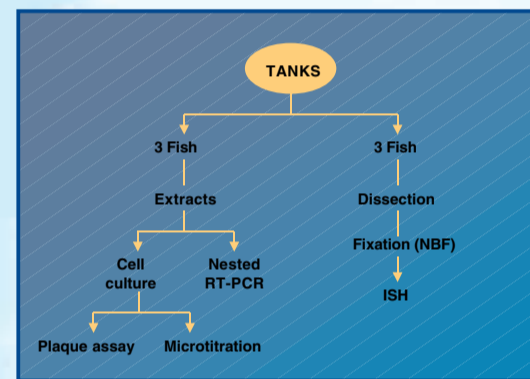 TANKS
3 Fish
3 Fish
Extracts
Dissection
Fixation (NBF)
Cell
culture
Nested
RT-PCR
ISH
Plaque assay
Microtitration